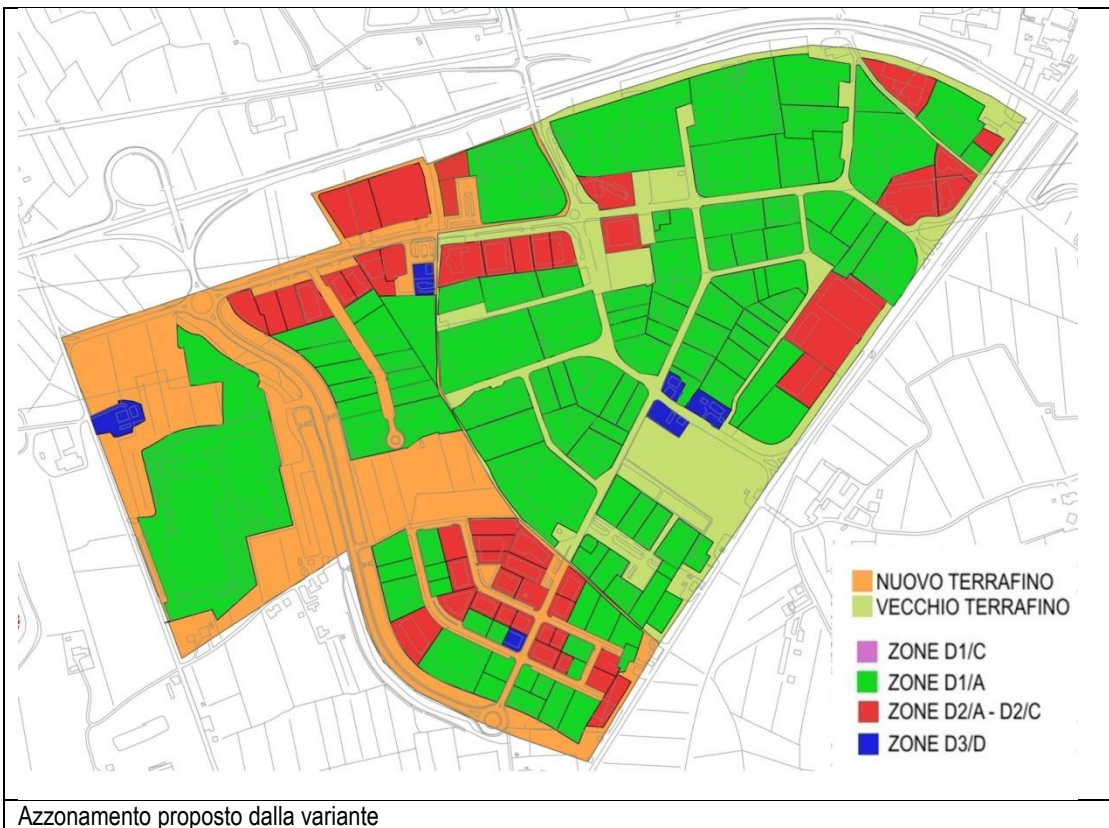 NUOVO TERRAFINO
VECCHIO TERRAFINO
ZONE D1/C
ZONE D1/A
ZONE D2/A - D2/C
ZONE D3/D
Azzonamento proposto dalla variante